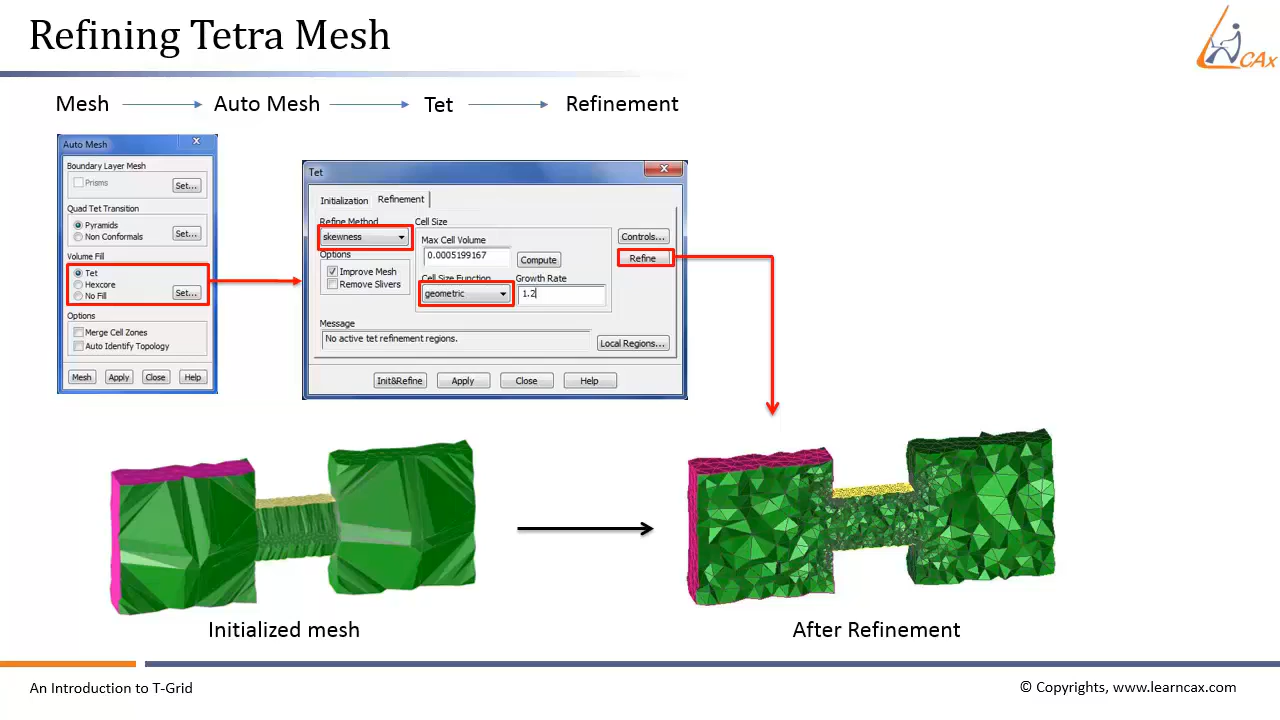 Refining Tetra Mesh
CAx
Mesh Auto Mesh Tet Refinement
Auto Mesh
Boundary Layer Mesh
Prisms Set...
Quad Tet Transition
Pyramids
Non Conformals Set...
Volume Fill
Tet
Hexcore
No Fill Set...
Options
Merge Cell Zones
Auto Identify Topology
Mesh Apply Close Help
Tet
Initialization Refinement
Refine Method
skewness
Options
Improve Mesh
Remove Slivers
Cell Size
Max Cell Volume
0.0005199167 Compute
Cell Size Function Growth Rate
geometric 1.2
Controls...
Refine
Message
No active tet refinement regions.
Local Regions...
Init&Refine Apply Close Help
Initialized mesh
After Refinement
An Introduction to T-Grid
© Copyrights, www.learncax.com